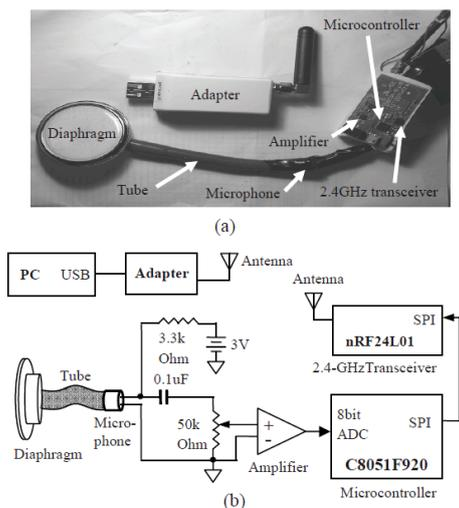 Microcontroller
Adapter
Diaphragm
Amplifier
Tube
Microphone
2.4GHz transceiver
(a)
PC USB
Adapter
Antenna
Antenna
SPI
nRF24L01
2.4-GHzTransceiver
3.3k
Ohm
3V
0.1uF
Tube
Micro-
phone
Diaphragm
50k
Ohm
+
-
Amplifier
8bit
ADC
SPI
C8051F920
Microcontroller
(b)